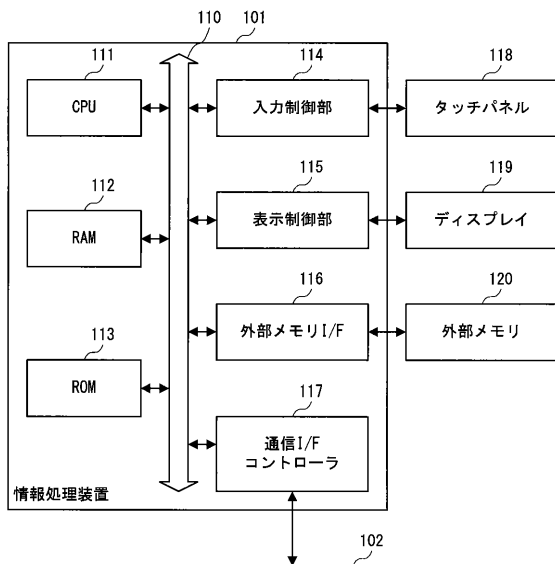 110 101
111 114 118
CPU 入力制御部 タッチパネル
112 115 119
RAM 表示制御部 ディスプレイ
116 120
外部メモリI/F 外部メモリ
113
ROM
117
通信I/F
コントローラ
情報処理装置
102